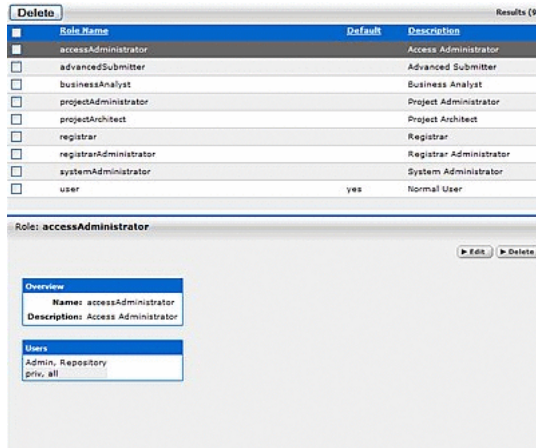 Delete Results (9
Role Name Default Description
accessAdministrator Access Administrator
advancedSubmitter Advanced Submitter
businessAnalyst Business Analyst
projectAdministrator Project Administrator
projectArchitect Project Architect
registrar Registrar
registrarAdministrator Registrar Administrator
systemAdministrator System Administrator
user yes Normal User
Role: accessAdministrator
Edit Delete
Overview
Name: accessAdministrator
Description: Access Administrator
Users
Admin, Repository
priv, all